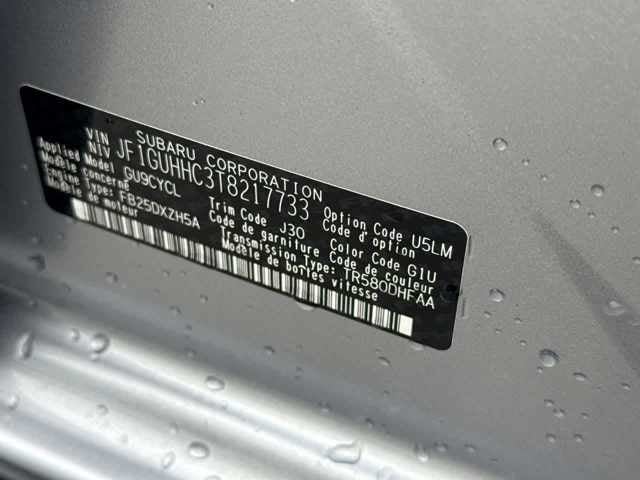 SUBARU CORPORATION
VIN
NIV JF1GUHHC3T8217733
Applied Model GU9CYCL
Modèle concerné
Engine Type: FB25DXZH5A
Type de moteur
Trim Code J30
Code de garniture
Option Code U5LM
Code d'option
Color Code G1U
Code de couleur
Transmission Type: TR580DHFAA
Modèle de boîtes vitesse